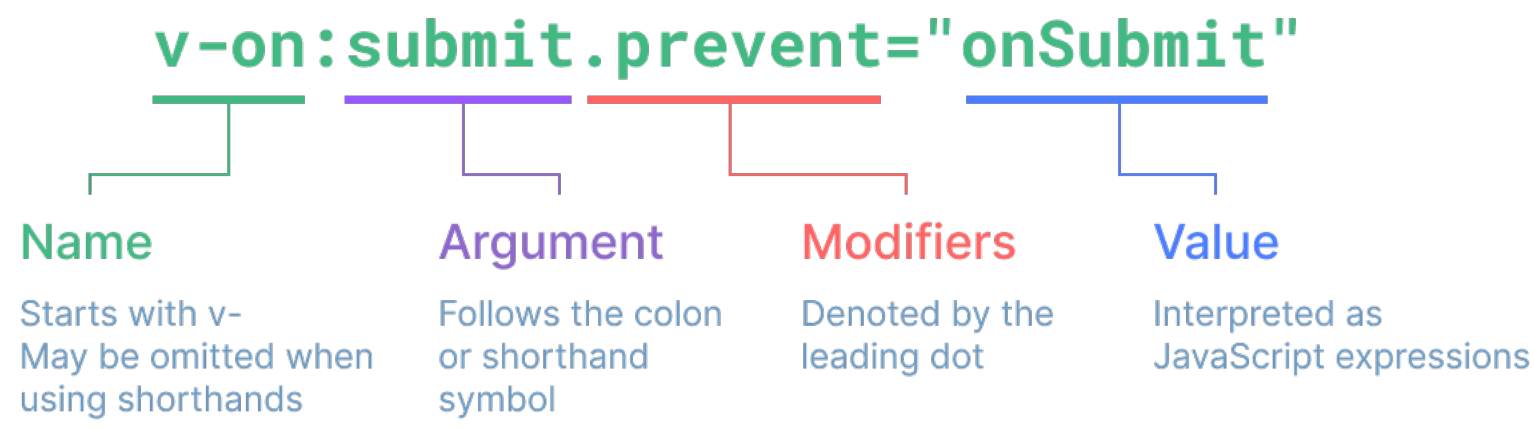 v-on:submit.prevent="onSubmit"
Name
Starts with v-
May be omitted when
using shorthands
Argument
Follows the colon
or shorthand
symbol
Modifiers
Denoted by the
leading dot
Value
Interpreted as
JavaScript expressions